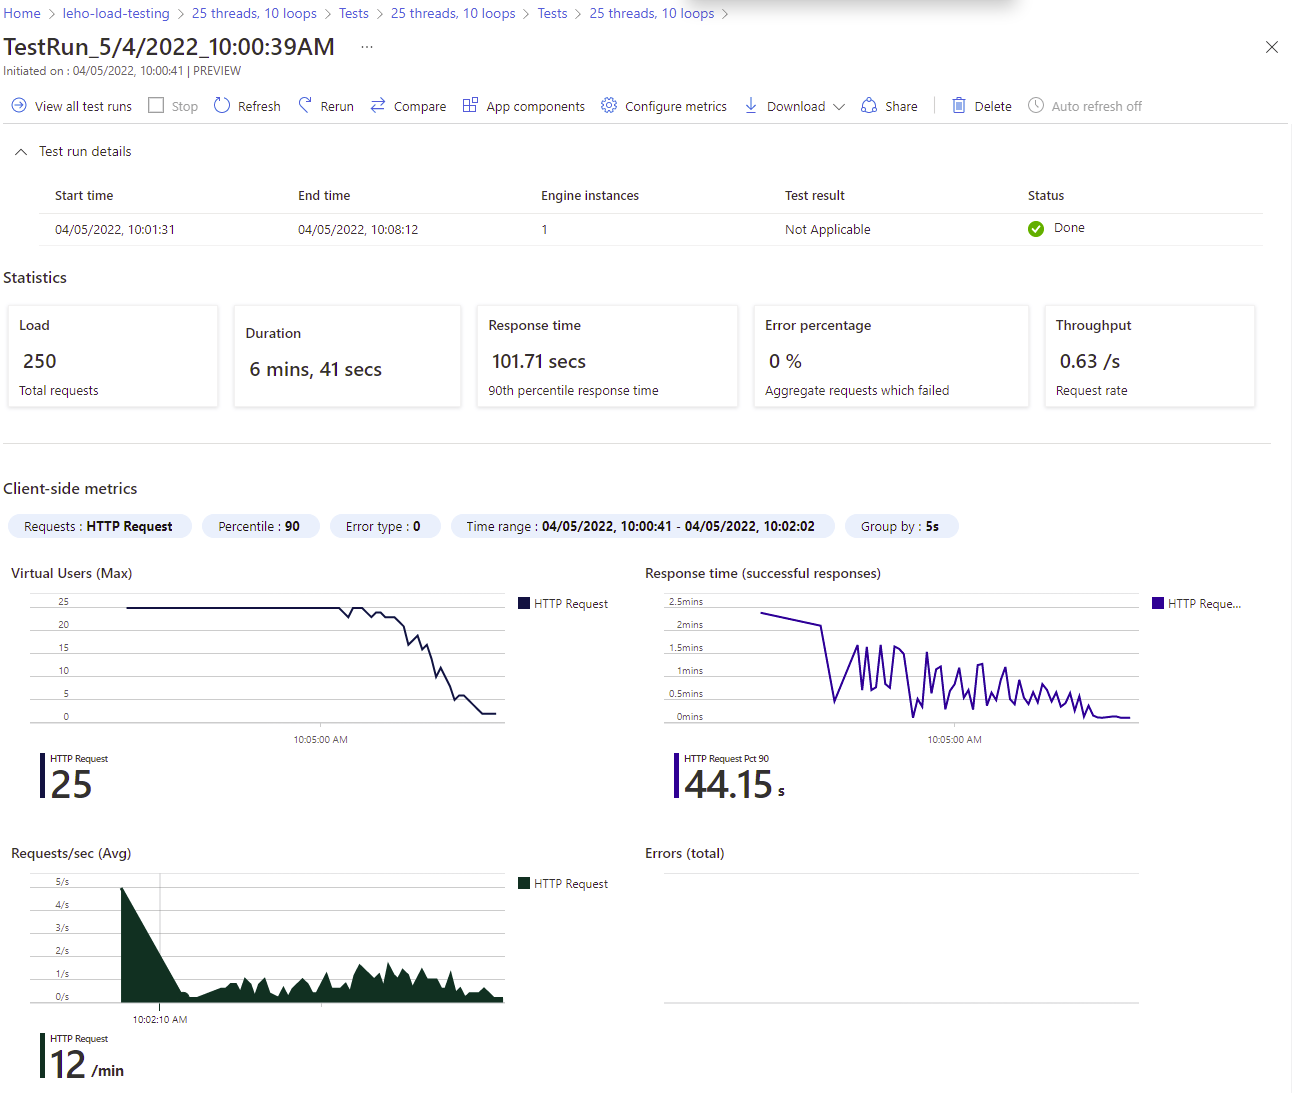 Home > leho-load-testing > 25 threads, 10 loops > Tests > 25 threads, 10 loops > Tests > 25 threads, 10 loops >
TestRun_5/4/2022_10:00:39AM ...
Initiated on : 04/05/2022, 10:00:41 | PREVIEW
View all test runs Stop Refresh Rerun Compare App components Configure metrics Download Share Delete Auto refresh off
Test run details
Start time End time Engine instances Test result Status
04/05/2022, 10:01:31 04/05/2022, 10:08:12 1 Not Applicable Done
Statistics
Load
250
Total requests
Duration
6 mins, 41 secs
Response time
101.71 secs
90th percentile response time
Error percentage
0 %
Aggregate requests which failed
Throughput
0.63 /s
Request rate
Client-side metrics
Requests : HTTP Request Percentile : 90 Error type : 0 Time range : 04/05/2022, 10:00:41 - 04/05/2022, 10:02:02 Group by : 5s
Virtual Users (Max)
25
20
15
10
5
0
10:05:00 AM
HTTP Request
HTTP Request
25
Response time (successful responses)
2.5mins
2mins
1.5mins
1mins
0.5mins
0mins
10:05:00 AM
HTTP Reque...
HTTP Request Pct 90
44.15 s
Requests/sec (Avg)
5/s
4/s
3/s
2/s
1/s
0/s
10:02:10 AM
HTTP Request
HTTP Request
12 /min
Errors (total)